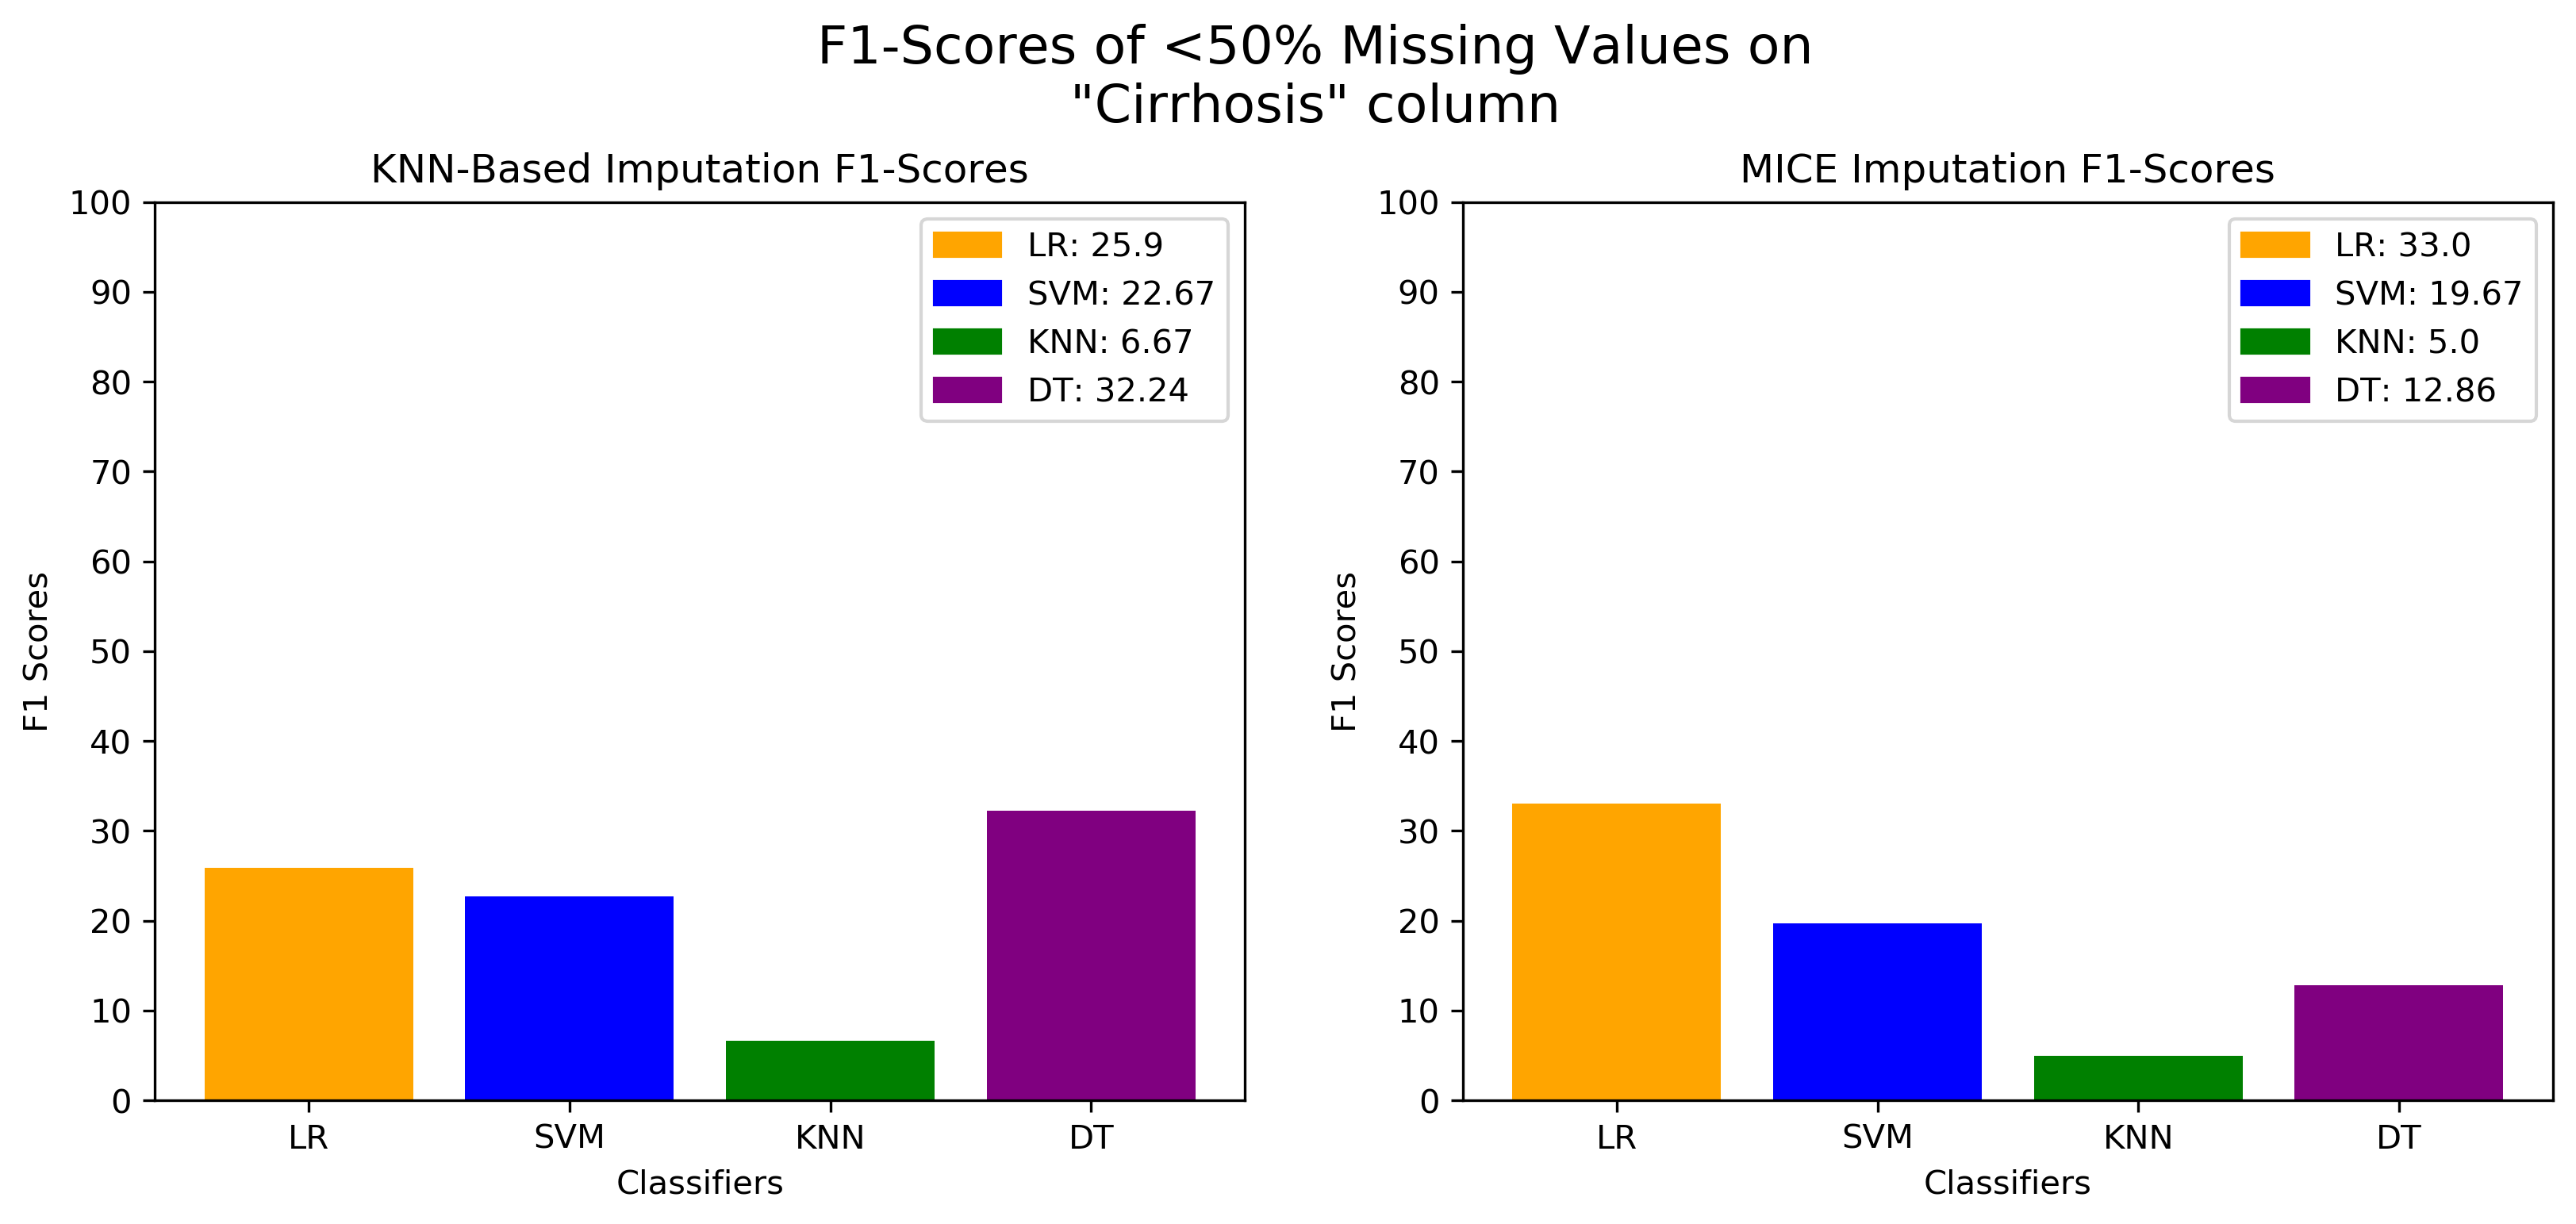 F1-Scores of <50% Missing Values on
"Cirrhosis" column
KNN-Based Imputation F1-Scores
100
90
80
70
60
50
40
30
20
10
0
F1 Scores
LR: 25.9
SVM: 22.67
KNN: 6.67
DT: 32.24
LR SVM KNN DT
Classifiers
MICE Imputation F1-Scores
100
90
80
70
60
50
40
30
20
10
0
F1 Scores
LR: 33.0
SVM: 19.67
KNN: 5.0
DT: 12.86
LR SVM KNN DT
Classifiers